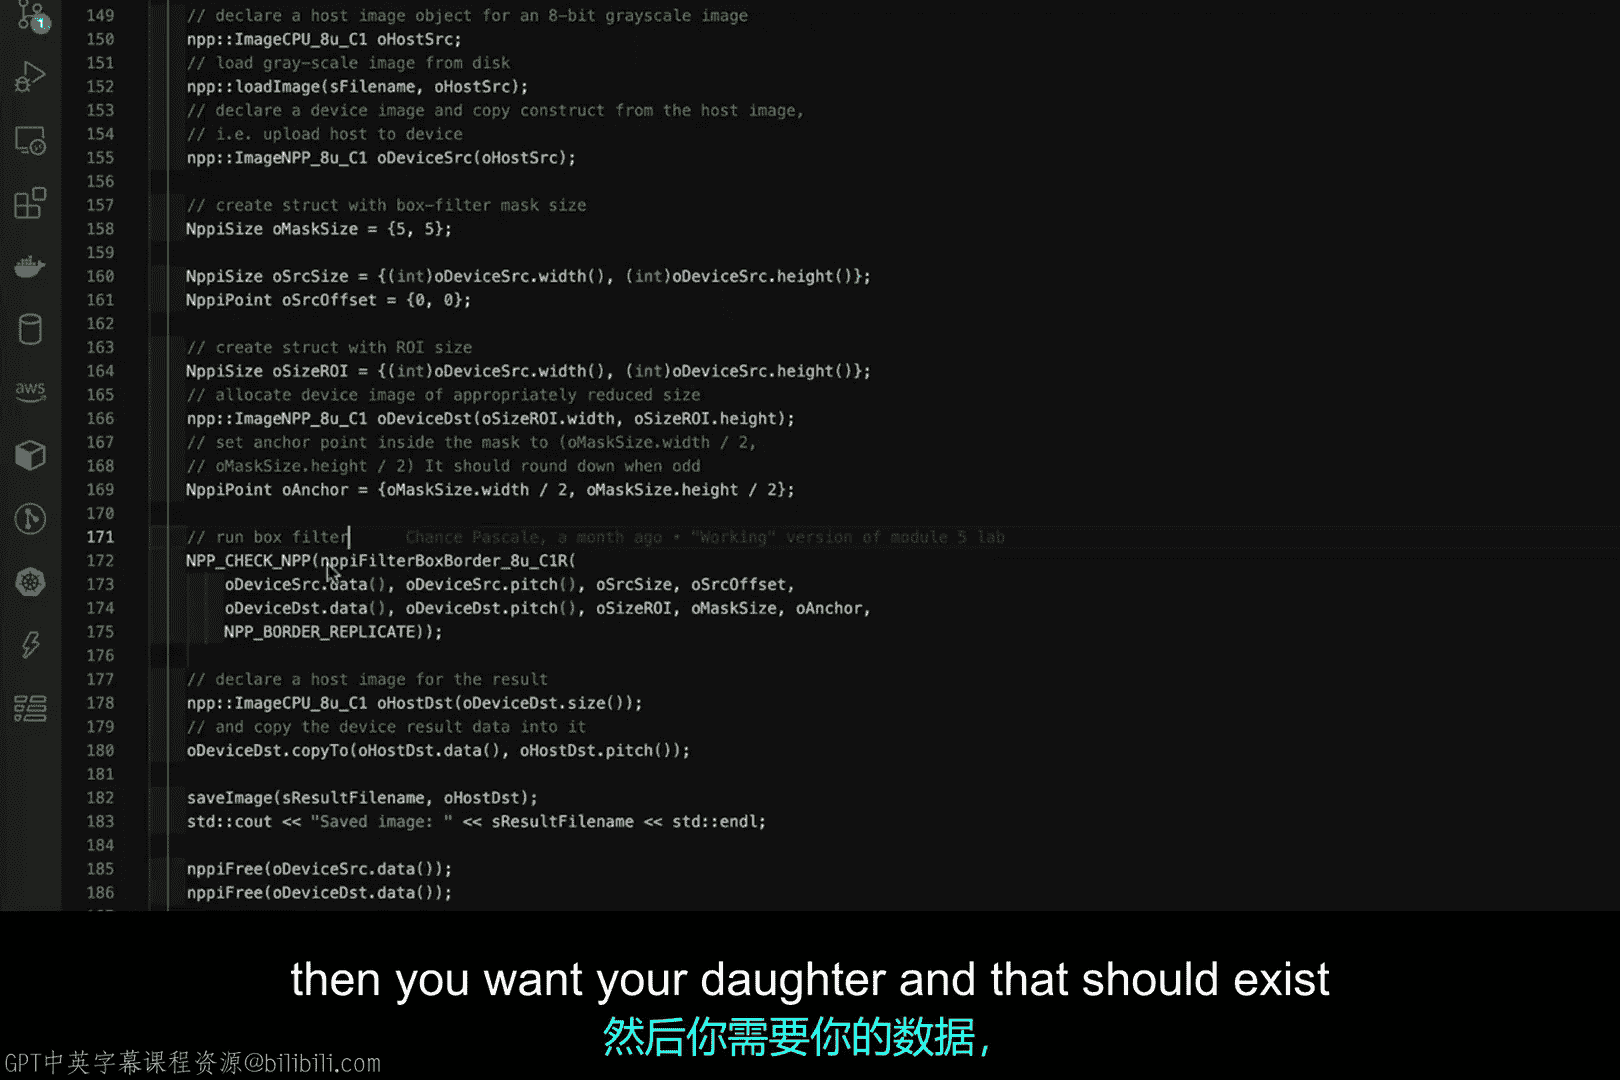 149 // declare a host image object for an 8-bit grayscale image
150 npp::ImageCPU_8u_C1 oHostSrc;
151 // load gray-scale image from disk
152 npp::loadImage(sFilename, oHostSrc);
153 // declare a device image and copy construct from the host image,
154 // i.e. upload host to device
155 npp::ImageNPP_8u_C1 oDeviceSrc(oHostSrc);
156
157 // create struct with box-filter mask size
158 NppiSize oMaskSize = {5, 5};
159
160 NppiSize oSrcSize = {(int)oDeviceSrc.width(), (int)oDeviceSrc.height()};
161 NppiPoint oSrcOffset = {0, 0};
162
163 // create struct with ROI size
164 NppiSize oSizeROI = {(int)oDeviceSrc.width(), (int)oDeviceSrc.height()};
165 // allocate device image of appropriately reduced size
166 npp::ImageNPP_8u_C1 oDeviceDst(oSizeROI.width, oSizeROI.height);
167 // set anchor point inside the mask to (oMaskSize.width / 2,
168 // oMaskSize.height / 2) It should round down when odd
169 NppiPoint oAnchor = {oMaskSize.width / 2, oMaskSize.height / 2};
170
171 // run box filter Chance Pascale, a month ago • "Working" version of module 5 lab
172 NPP_CHECK_NPP(nppiFilterBoxBorder_8u_C1R(
173 oDeviceSrc.data(), oDeviceSrc.pitch(), oSrcSize, oSrcOffset,
174 oDeviceDst.data(), oDeviceDst.pitch(), oSizeROI, oMaskSize, oAnchor,
175 NPP_BORDER_REPLICATE));
176
177 // declare a host image for the result
178 npp::ImageCPU_8u_C1 oHostDst(oDeviceDst.size());
179 // and copy the device result data into it
180 oDeviceDst.copyTo(oHostDst.data(), oHostDst.pitch());
181
182 saveImage(sResultFilename, oHostDst);
183 std::cout << "Saved image: " << sResultFilename << std::endl;
184
185 nppiFree(oDeviceSrc.data());
186 nppiFree(oDeviceDst.data());
1
aws
then you want your daughter and that should exist
然后你需要你的数据，
GPT中英字幕课程资源@bilibili.com